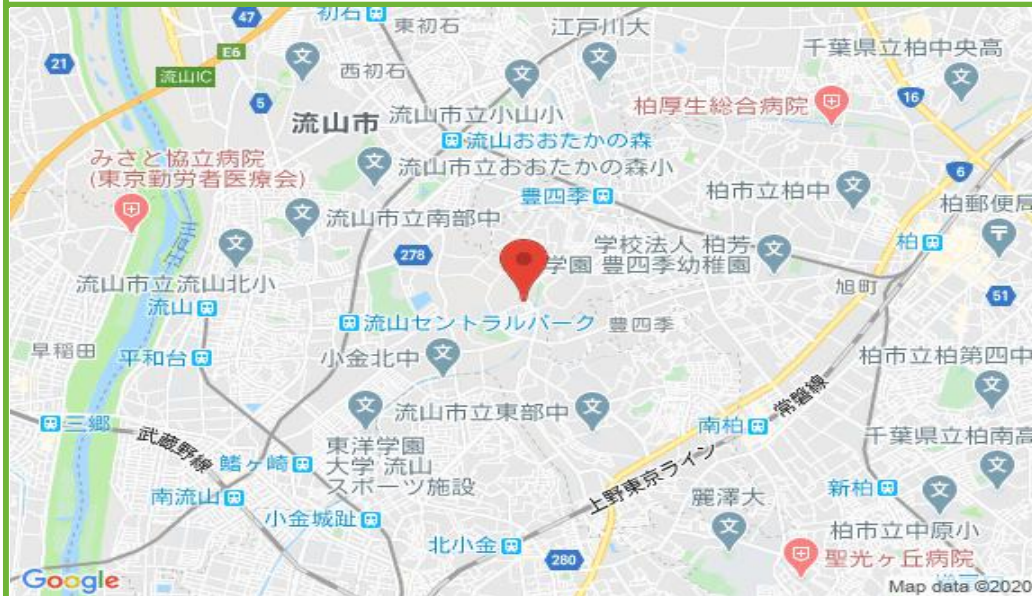 初石
47
東初石
江戸川大
E6
21
流山IC
西初石
千葉県立柏中央高
5
流山市
流山市立小山小
柏厚生総合病院
16
流山おおたかの森
みさと協立病院
(東京勤労者医療会)
流山市立おおたかの森小
6
豊四季
柏市立柏中
柏郵便局
流山市立南部中
278
学校法人 柏芳
学園 豊四季幼稚園
柏
流山市立流山北小
旭町
51
流山
流山セントラルパーク
豊四季
早稲田
平和台
小金北中
柏市立柏第四中
三郷
流山市立東部中
常磐線
南柏
武蔵野線
鰭ヶ崎
東洋学園
大学 流山
スポーツ施設
千葉県立柏南高
上野東京ライン
南流山
麗澤大
新柏
小金城趾
柏市立中原小
北小金
280
聖光ヶ丘病院
Google
Map data ©2020